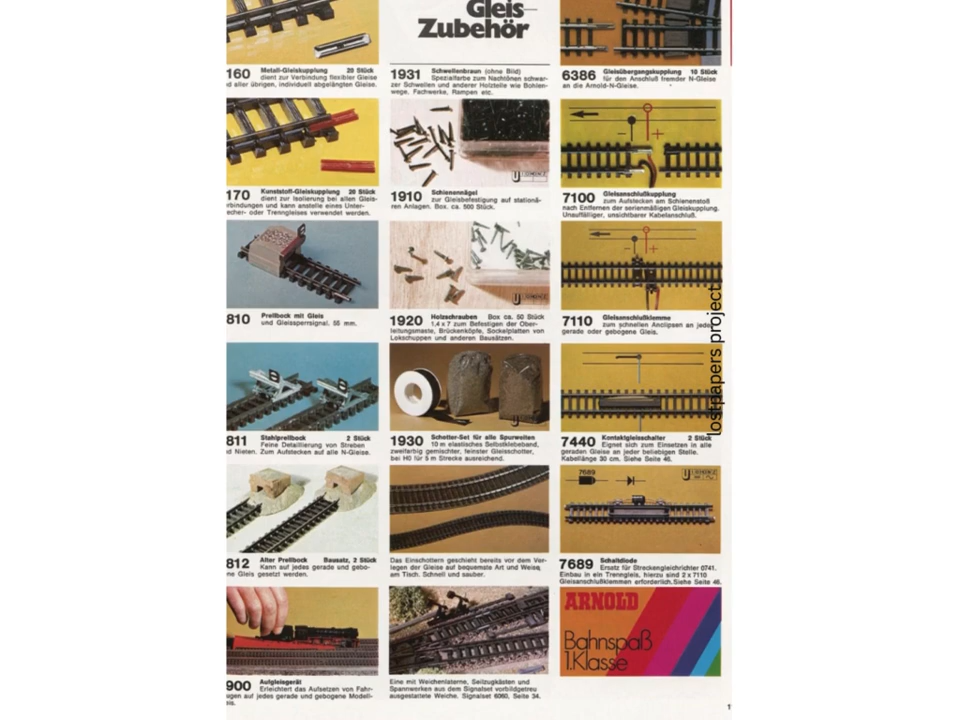 Gleis-
Zubehör
160 Metall-Gleiskupplung 20 Stück
dient zur Verbindung flexibler Gleise
d aller übrigen, individuell abgelängten Gleise.
170 Kunststoff-Gleiskupplung 20 Stück
dient zur Isolierung bei allen Gleis-
rbindungen und kann anstelle eines Unter-
echer- oder Trenngleises verwendet werden.
810 Prellbock mit Gleis
und Gleissperrsignal. 55 mm.
811 Stahlprellbock 2 Stück
Feine Detaillierung von Streben
d Nieten. Zum Aufstecken auf alle N-Gleise.
812 Alter Prellbock Bausatz, 2 Stück
Kann auf jedes gerade und gebo-
ne Gleis gesetzt werden.
900 Aufgleisgerät
Erleichtert das Aufsetzen von Fahr-
ugen auf jedes gerade und gebogene Modell-
eis.
1931 Schwellenbraun (ohne Bild)
Spezialfarbe zum Nachtönen schwar-
zer Schwellen und anderer Holzteile wie Bohlen-
wege, Fachwerke, Rampen etc.
1910 Schienennägel
zur Gleisbefestigung auf stationä-
ren Anlagen. Box ca. 500 Stück.
1920 Holzschrauben Box ca. 50 Stück
1,4 x 7 zum Befestigen der Ober-
leitungsmaste, Brückenköpfe, Sockelplatten von
Lokschuppen und anderen Bausätzen.
1930 Schotter-Set für alle Spurweiten
10 m elastisches Selbstklebeband,
zweifarbig gemischter, feinster Gleisschotter,
bei H0 für 5 m Strecke ausreichend.
Das Einschottern geschieht bereits vor dem Ver-
legen der Gleise auf bequemste Art und Weise,
am Tisch. Schnell und sauber.
Eine mit Weichenlaterne, Seilzugkästen und
Spannwerken aus dem Signalset vorbildgetreu
ausgestattete Weiche. Signalset 6060, Seite 34.
6386 Gleisübergangskupplung 10 Stück
für den Anschluß fremder N-Gleise
an die Arnold-N-Gleise.
- +
7100 Gleisanschlußkupplung
zum Aufstecken am Schienenstoß
nach Entfernen der serienmäßigen Gleiskupplung.
Unauffälliger, unsichtbarer Kabelanschluß.
- +
7110 Gleisanschlußklemme
zum schnellen Anclipsen an jedes
gerade oder gebogene Gleis.
7440 Kontaktgleisschalter 2 Stück
Eignet sich zum Einsetzen in alle
geraden Gleise an jeder beliebigen Stelle.
Kabellänge 30 cm. Siehe Seite 46.
7689
7689 Schaltdiode
Ersatz für Streckengleichrichter 0741.
Einbau in ein Trenngleis, hierzu sind 2 x 7110
Gleisanschlußklemmen erforderlich. Siehe Seite 46.
ARNOLD
Bahnspaß
1.Klasse
1
lostpapers project